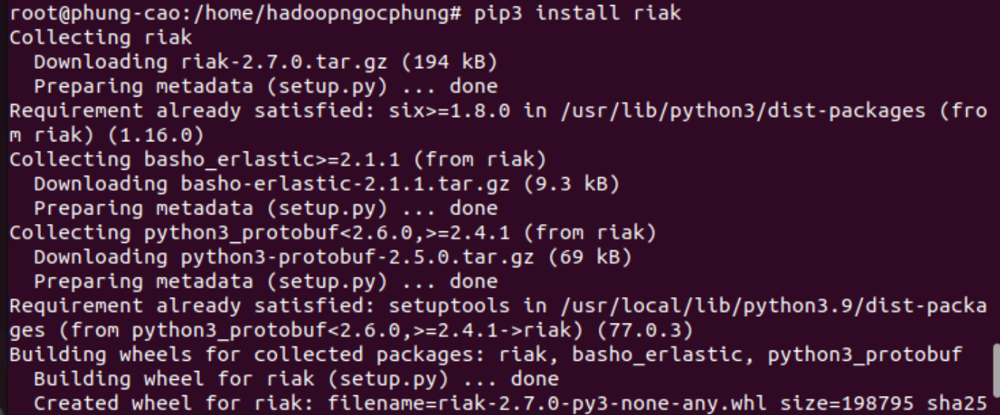 root@phung-cao:/home/hadoopngocphung# pip3 install riak
Collecting riak
  Downloading riak-2.7.0.tar.gz (194 kB)
  Preparing metadata (setup.py) ... done
Requirement already satisfied: six>=1.8.0 in /usr/lib/python3/dist-packages (fro
m riak) (1.16.0)
Collecting basho_erlastic>=2.1.1 (from riak)
  Downloading basho-erlastic-2.1.1.tar.gz (9.3 kB)
  Preparing metadata (setup.py) ... done
Collecting python3_protobuf<2.6.0,>=2.4.1 (from riak)
  Downloading python3-protobuf-2.5.0.tar.gz (69 kB)
  Preparing metadata (setup.py) ... done
Requirement already satisfied: setuptools in /usr/local/lib/python3.9/dist-packa
ges (from python3_protobuf<2.6.0,>=2.4.1->riak) (77.0.3)
Building wheels for collected packages: riak, basho_erlastic, python3_protobuf
  Building wheel for riak (setup.py) ... done
  Created wheel for riak: filename=riak-2.7.0-py3-none-any.whl size=198795 sha25